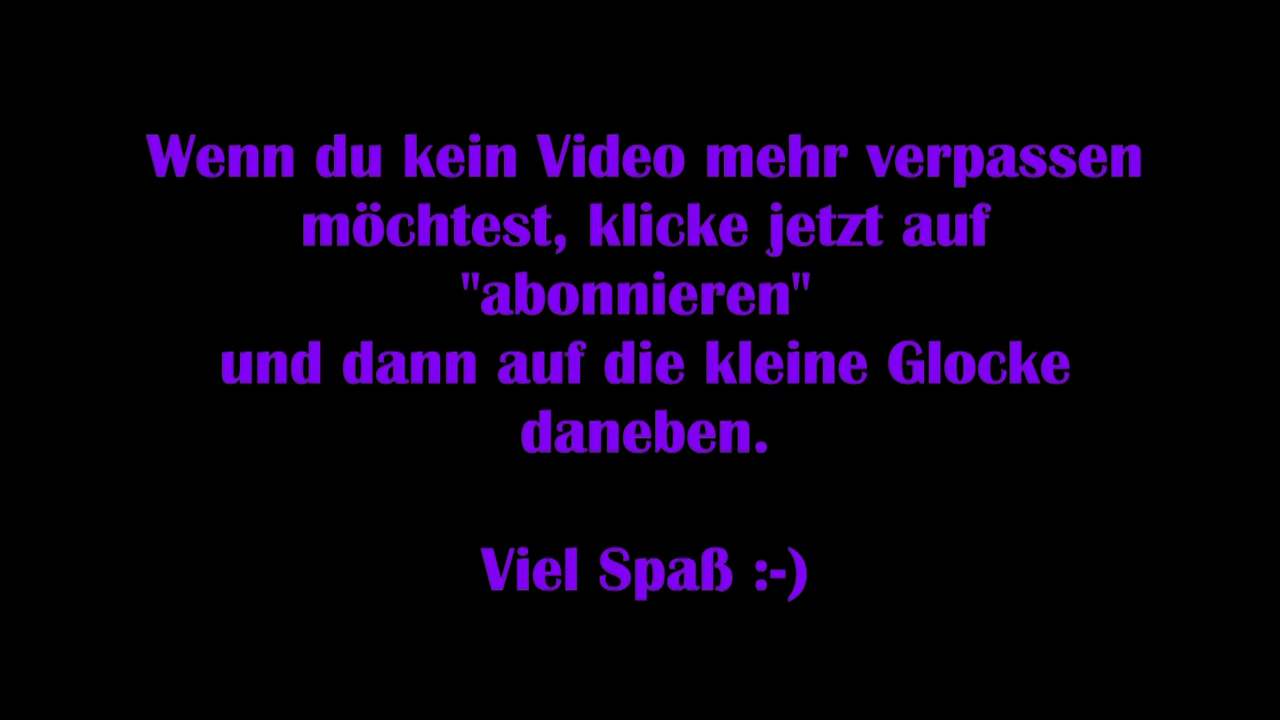 Wenn du kein Video mehr verpassen
möchtest, klicke jetzt auf
"abonnieren"
und dann auf die kleine Glocke
daneben.
Viel Spaß :-)